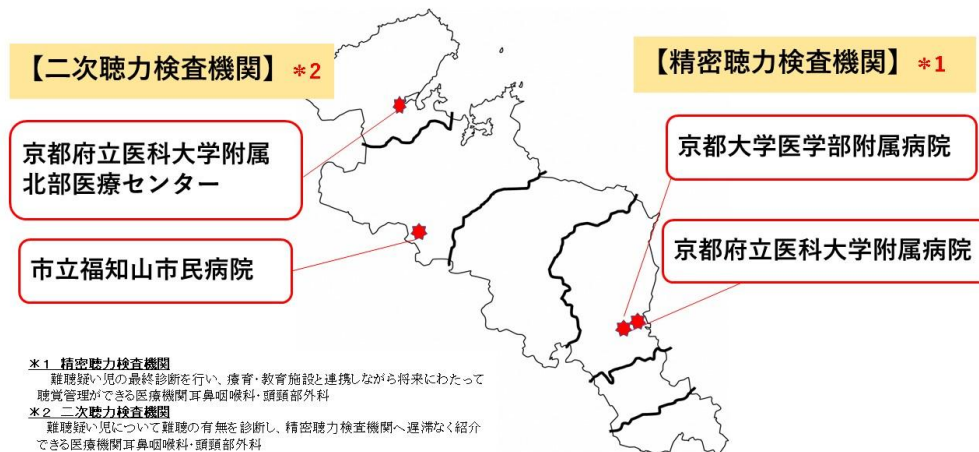 【二次聴力検査機関】 *2
京都府立医科大学附属
北部医療センター
市立福知山市民病院
【精密聴力検査機関】 *1
京都大学医学部附属病院
京都府立医科大学附属病院
*1 精密聴力検査機関
難聴疑い児の最終診断を行い、療育・教育施設と連携しながら将来にわたって
聴覚管理ができる医療機関耳鼻咽喉科・頭頸部外科
*2 二次聴力検査機関
難聴疑い児について難聴の有無を診断し、精密聴力検査機関へ遅滞なく紹介
できる医療機関耳鼻咽喉科・頭頸部外科